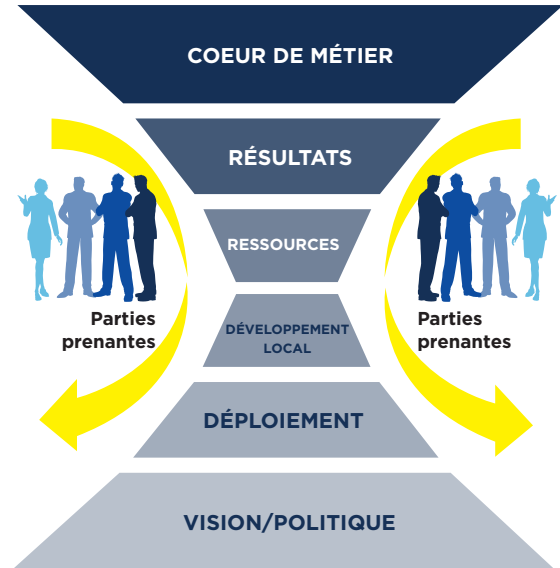 COEUR DE MÉTIER
RÉSULTATS
RESSOURCES
Parties
prenantes
Parties
prenantes
DÉVELOPPEMENT
LOCAL
DÉPLOIEMENT
VISION/POLITIQUE